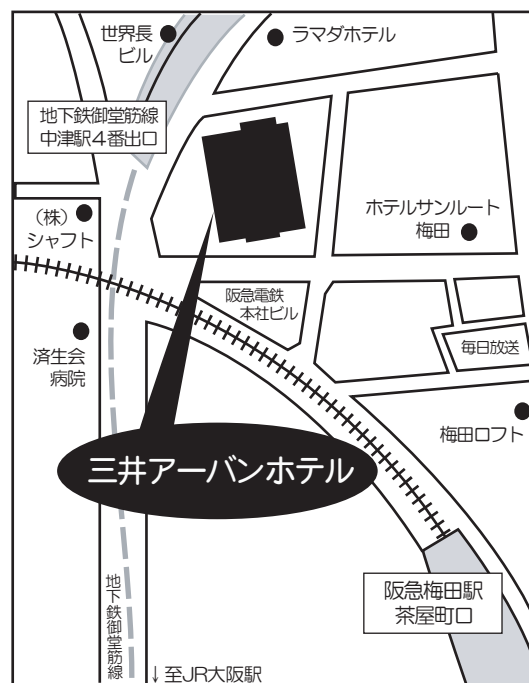 世界長
ビル
ラマダホテル
地下鉄御堂筋線
中津駅4番出口
(株)
シャフト
ホテルサンルート
梅田
阪急電鉄
本社ビル
毎日放送
済生会
病院
梅田ロフト
三井アーバンホテル
阪急梅田駅
茶屋町口
地下鉄御堂筋線
↓至JR大阪駅